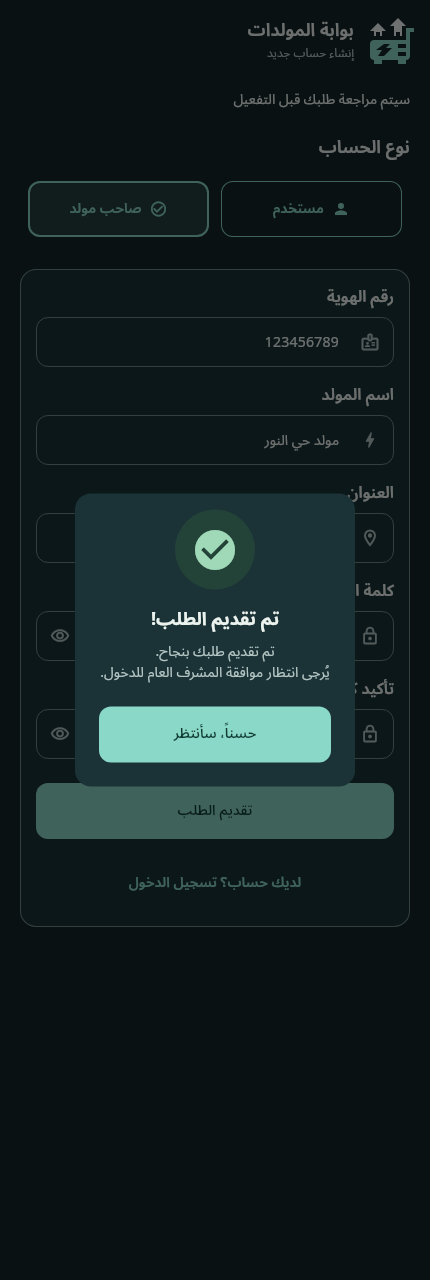 بوابة المولدات
إنشاء حساب جديد
سيتم مراجعة طلبك قبل التفعيل
نوع الحساب
مستخدم
صاحب مولد
رقم الهوية
123456789
اسم المولد
مولد حي النور
العنوان
كلمة
تأكيد
تم تقديم الطلب!
تم تقديم طلبك بنجاح.
يُرجى انتظار موافقة المشرف العام للدخول.
حسناً، سأنتظر
تقديم الطلب
لديك حساب؟ تسجيل الدخول